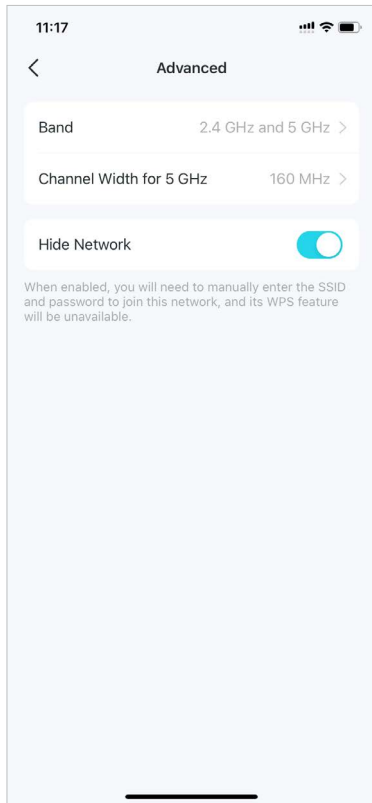 11:17
Advanced
Band 2.4 GHz and 5 GHz
Channel Width for 5 GHz 160 MHz
Hide Network
When enabled, you will need to manually enter the SSID
and password to join this network, and its WPS feature
will be unavailable.